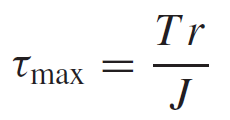 τmax = Tr / J